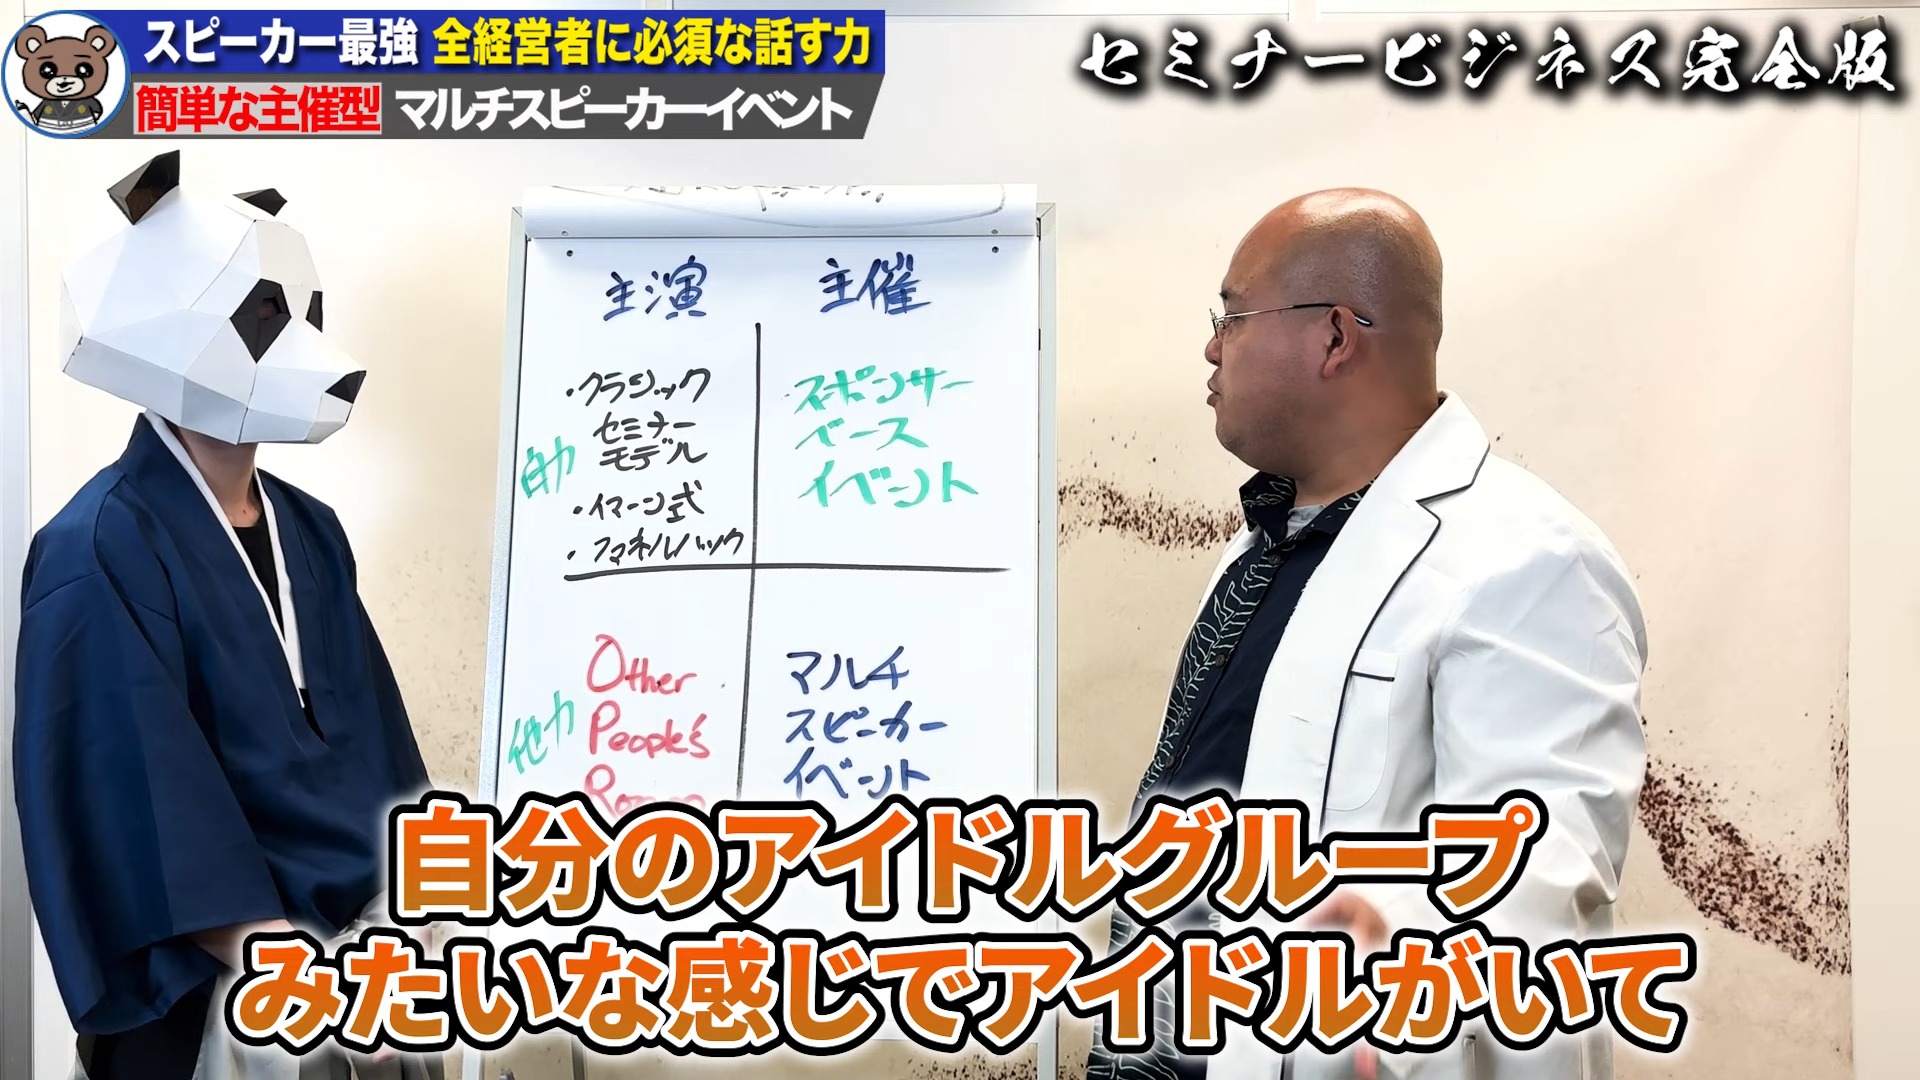 スピーカー最強 全経営者に必須な話す力
簡単な主催型 マルチスピーカーイベント
セミナービジネス完全版
主演
主催
・クラシック
セミナー
モデル
・イマーン式
・ファネルハック
自力
スポンサー
ベース
イベント
他力
Other
People's
マルチ
スピーカー
イベント
自分のアイドルグループ
みたいな感じでアイドルがいて